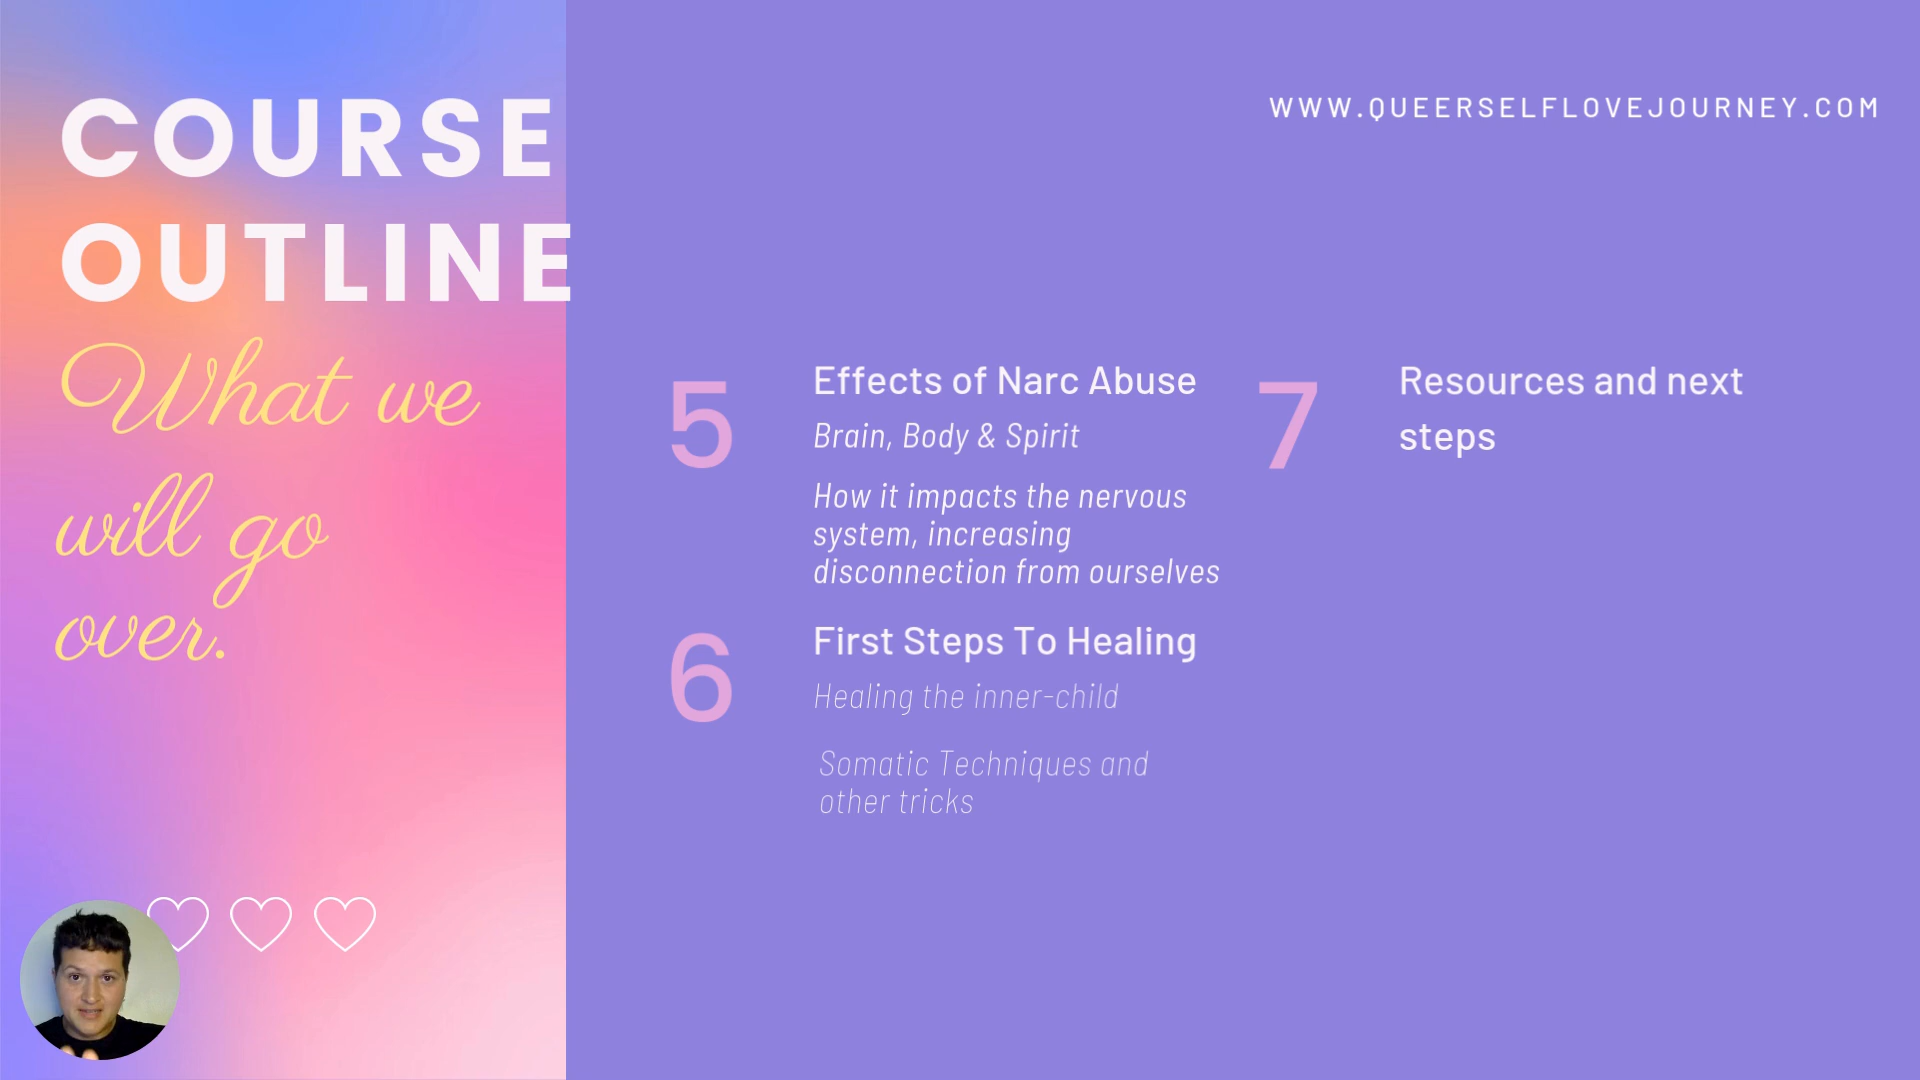 COURSE
OUTLINE
What we
will go
over.
WWW.QUEERSELFLOVEJOURNEY.COM
5
Effects of Narc Abuse
Brain, Body & Spirit
How it impacts the nervous
system, increasing
disconnection from ourselves
6
First Steps To Healing
Healing the inner-child
Somatic Techniques and
other tricks
7
Resources and next
steps